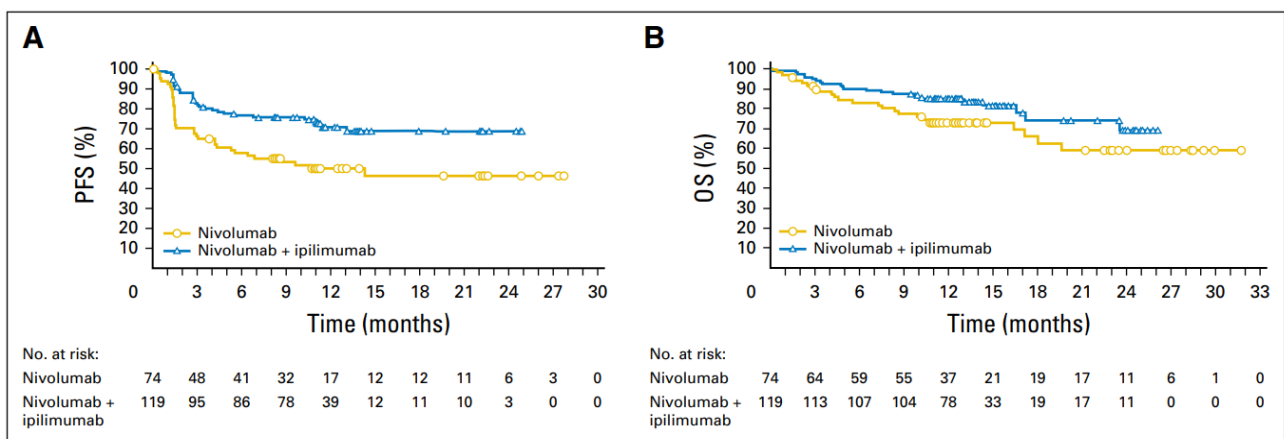 A
PFS (%)
100
90
80
70
60
50
40
30
20
10
Nivolumab
Nivolumab + ipilimumab
0 3 6 9 12 15 18 21 24 27 30
Time (months)
No. at risk:
Nivolumab 74 48 41 32 17 12 12 11 6 3 0
Nivolumab + 119 95 86 78 39 12 11 10 3 0 0
ipilimumab
B
OS (%)
100
90
80
70
60
50
40
30
20
10
Nivolumab
Nivolumab + ipilimumab
0 3 6 9 12 15 18 21 24 27 30 33
Time (months)
No. at risk:
Nivolumab 74 64 59 55 37 21 19 17 11 6 1 0
Nivolumab + 119 113 107 104 78 33 19 17 11 0 0 0
ipilimumab